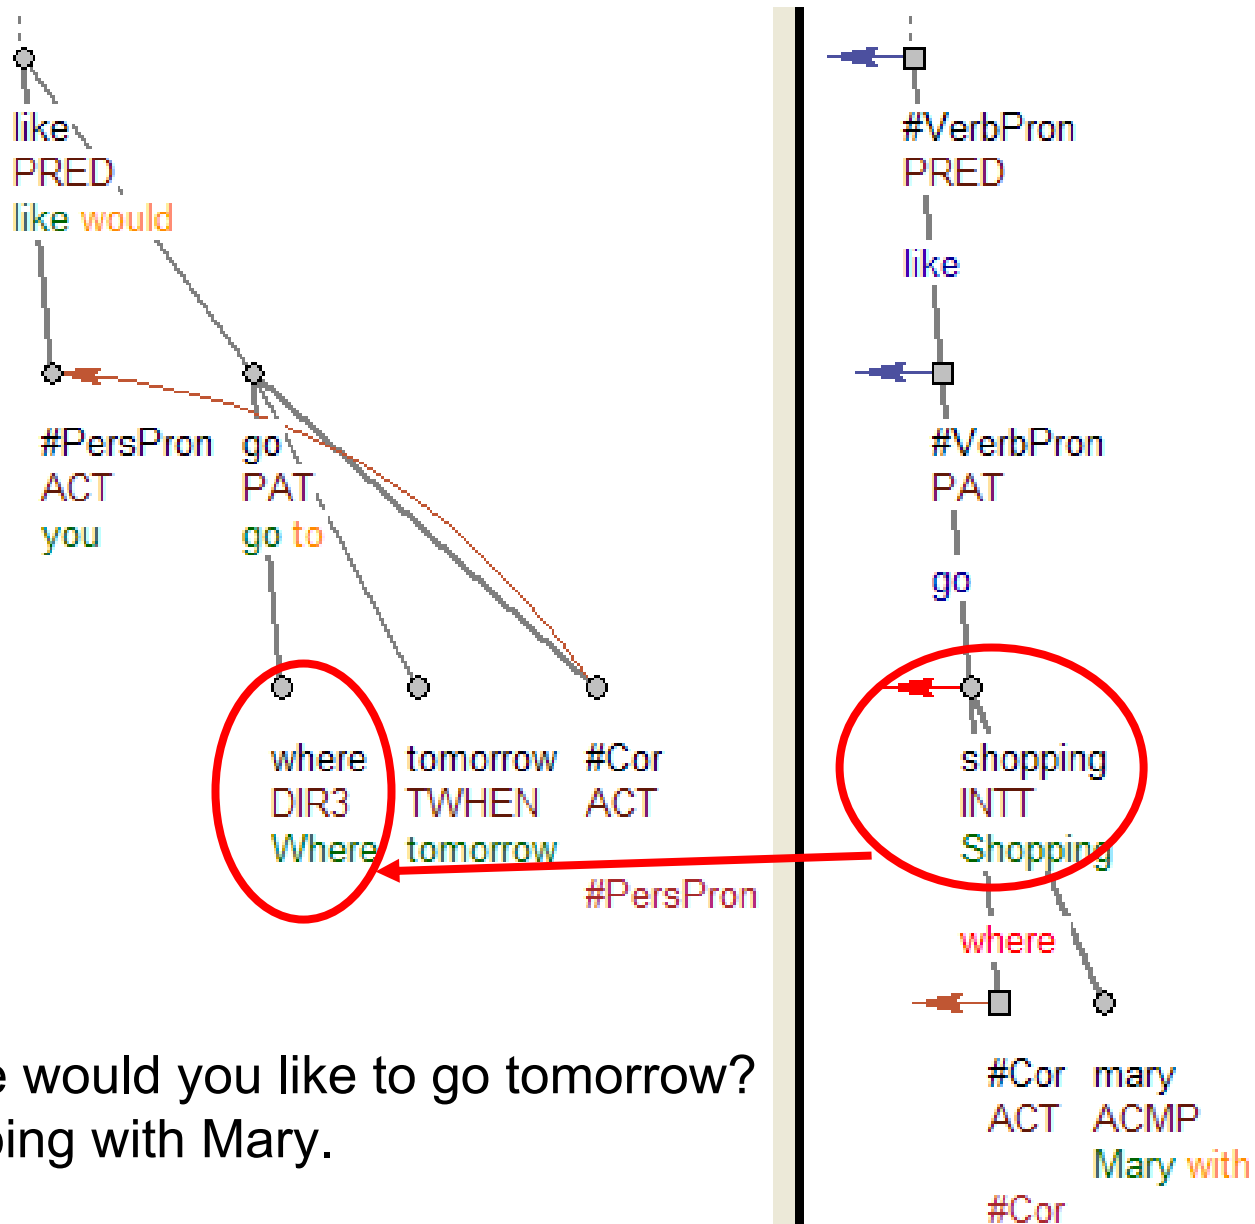 like
PRED
like would
#PersPron go
ACT PAT
you go to
where tomorrow #Cor
DIR3 TWHEN ACT
Where tomorrow
#PersPron
would you like to go tomorrow?
with Mary.
#VerbPron
PRED
like
#VerbPron
PAT
go
shopping
INTT
Shopping
where
#Cor mary
ACT ACMP
Mary with
#Cor